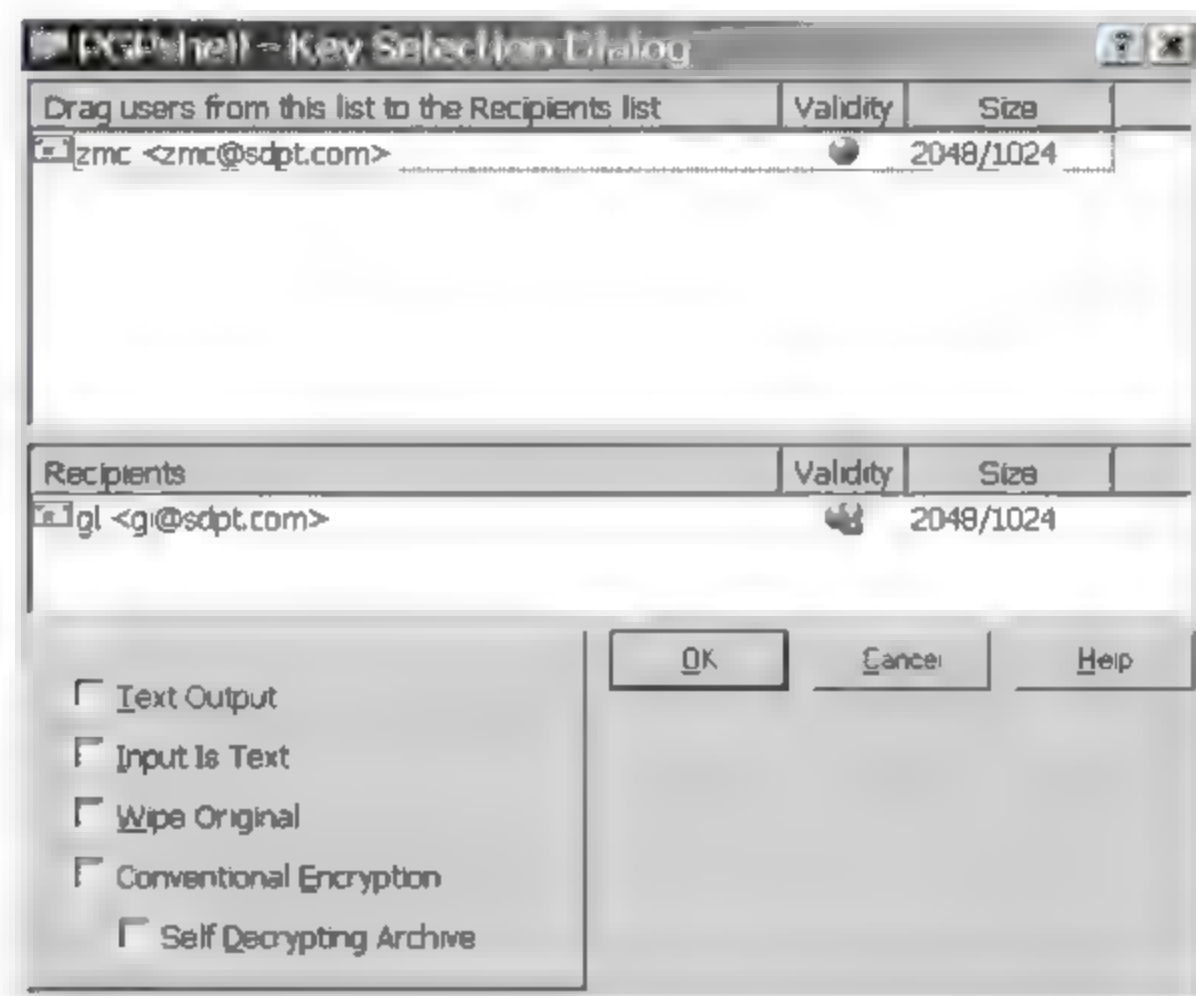 PGPshell - Key Selection Dialog
Drag users from this list to the Recipients list Validity Size
zmc <zmc@sdpt.com> 2048/1024
Recipients Validity Size
gl <gl@sdpt.com> 2048/1024
OK Cancel Help
Text Output
Input Is Text
Wipe Original
Conventional Encryption
Self Decrypting Archive